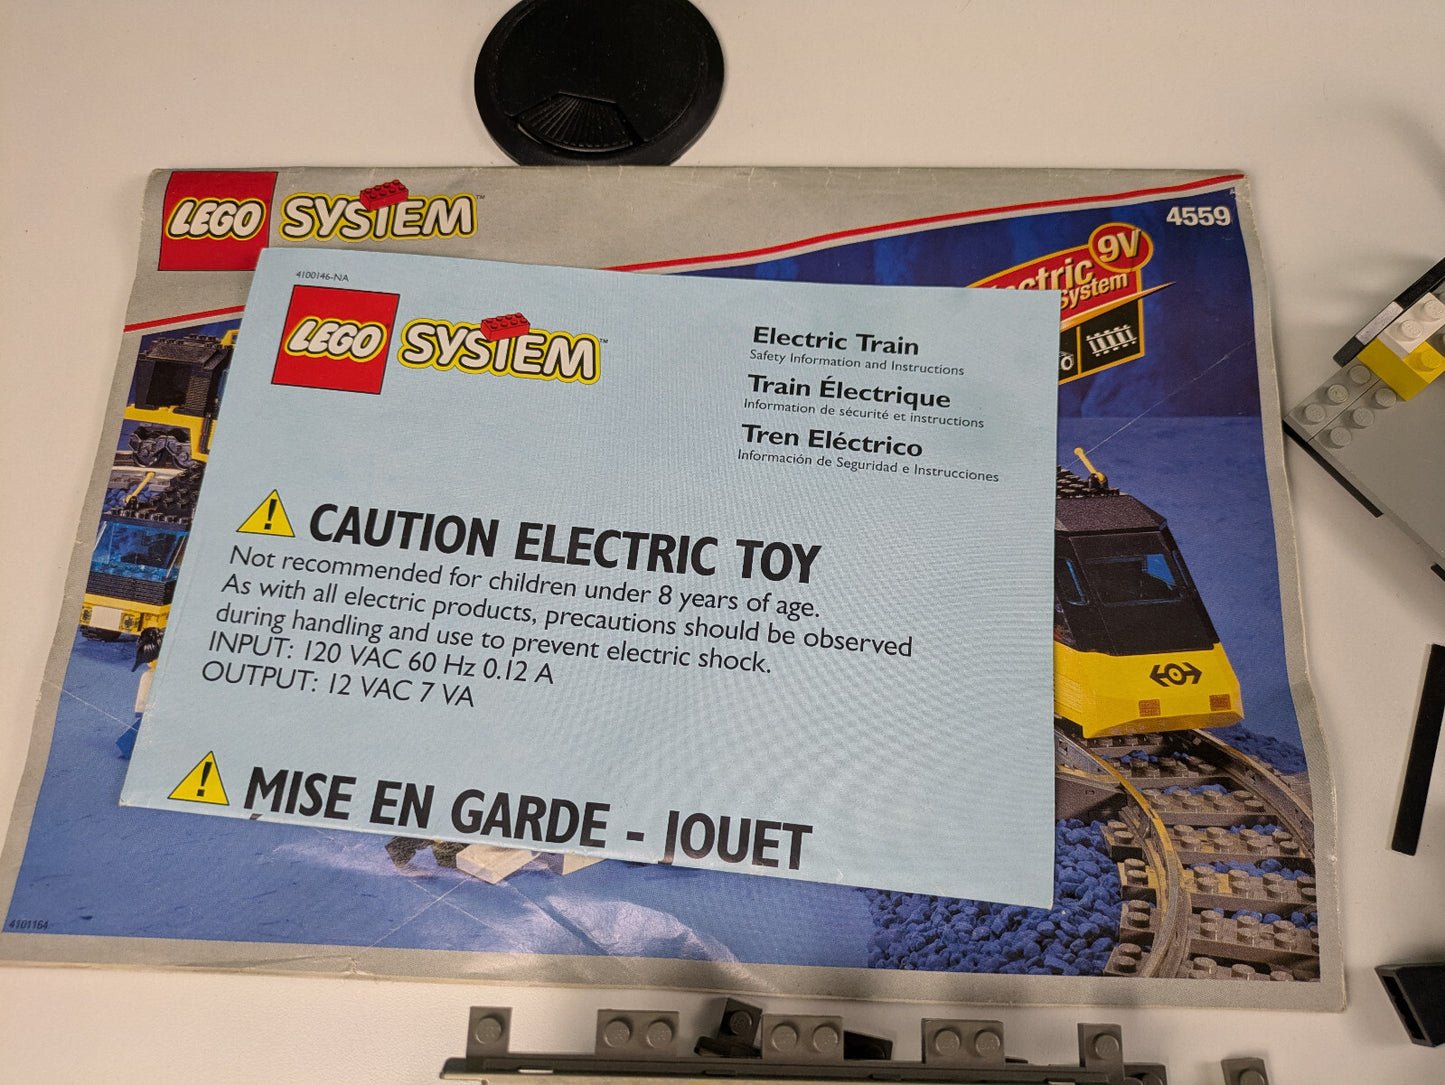 LEGO SYSTEM™
4559
9V
System
4100146-NA
LEGO SYSTEM™
Electric Train
Safety Information and Instructions
Train Électrique
Information de sécurité et instructions
Tren Eléctrico
Información de Seguridad e Instrucciones
! CAUTION ELECTRIC TOY
Not recommended for children under 8 years of age.
As with all electric products, precautions should be observed
during handling and use to prevent electric shock.
INPUT: 120 VAC 60 Hz 0.12 A
OUTPUT: 12 VAC 7 VA
! MISE EN GARDE - JOUET
4101164